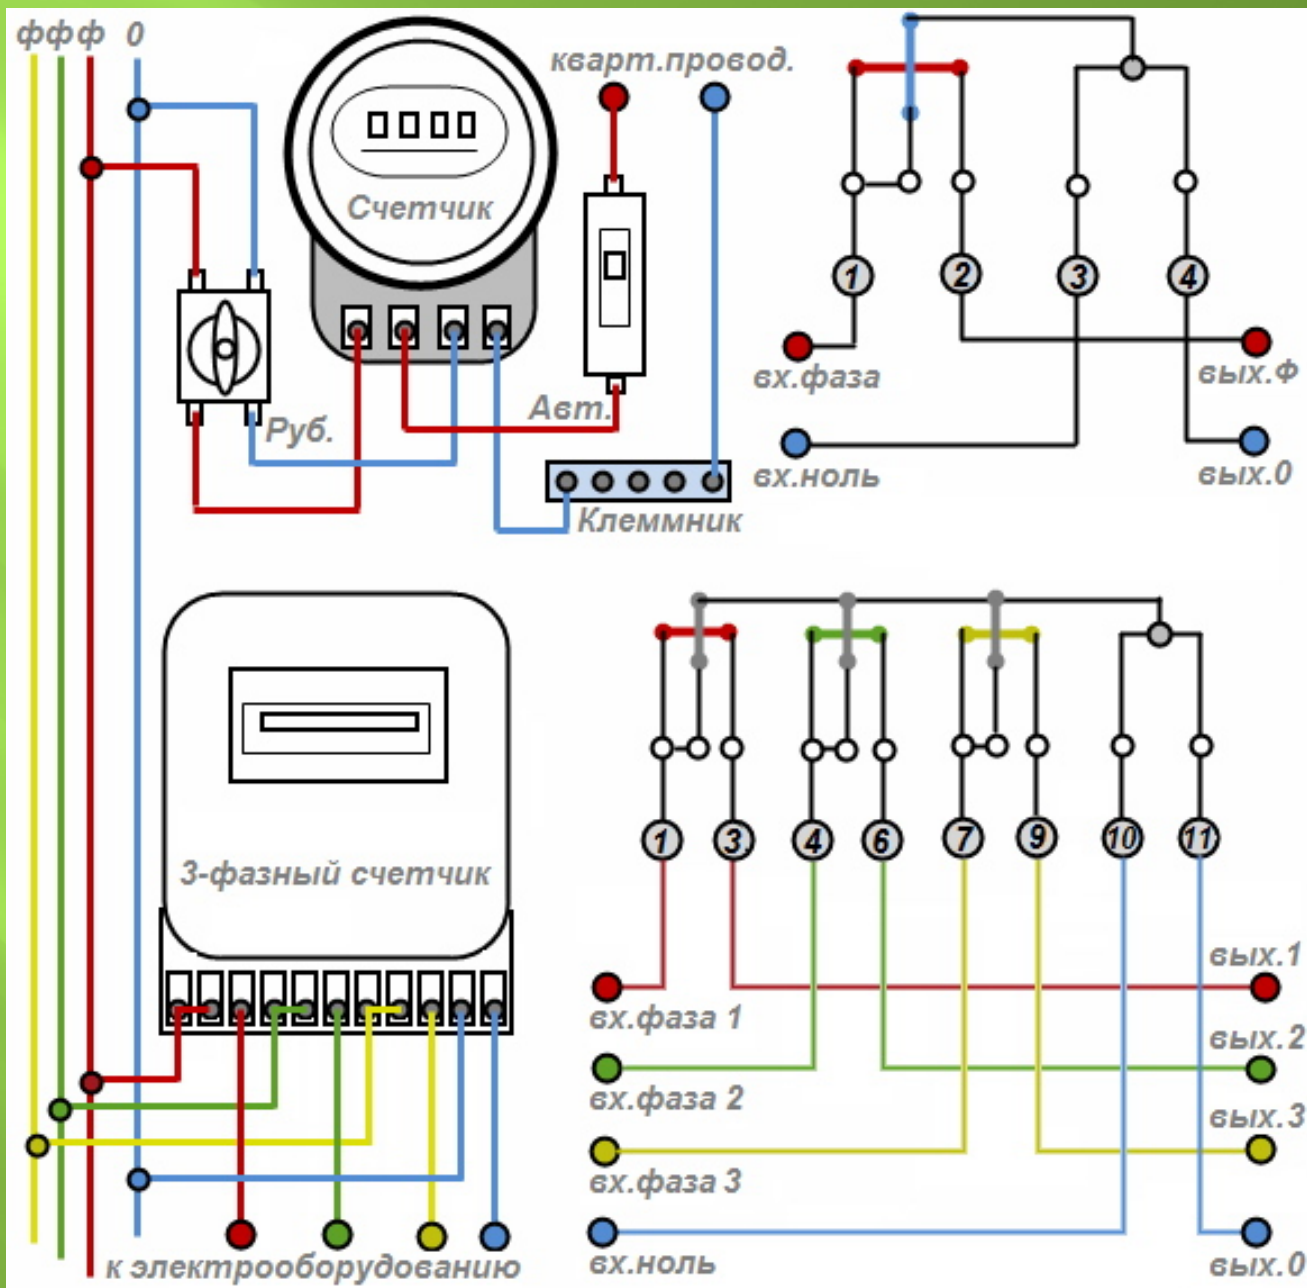 ф ф ф 0
Счетчик
кварт.провод.
Руб.
Авт.
Клеммник
1 2 3 4
вх.фаза
вых.Ф
вх.ноль
вых.0
3-фазный счетчик
к электрооборудованию
1 3. 4 6 7 9 10 11
вых.1
вх.фаза 1
вых.2
вх.фаза 2
вых.3
вх.фаза 3
вх.ноль
вых.0